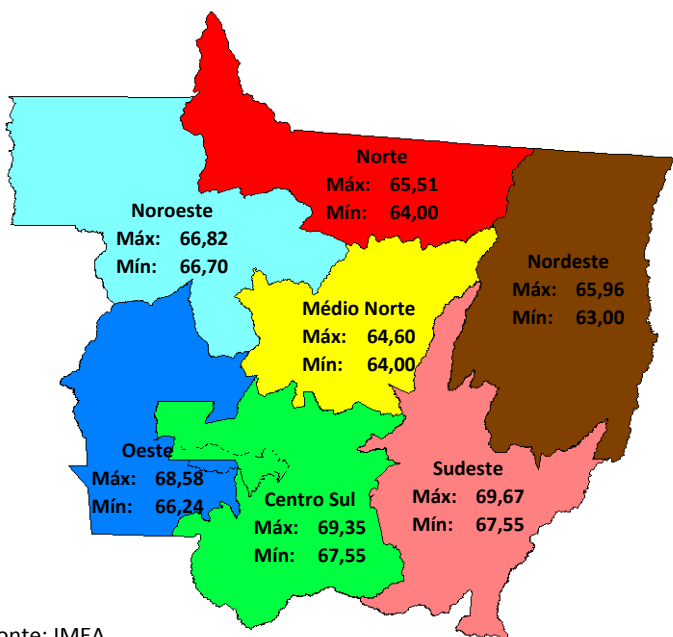 Norte
Máx: 65,51
Mín: 64,00
Noroeste
Máx: 66,82
Mín: 66,70
Nordeste
Máx: 65,96
Mín: 63,00
Médio Norte
Máx: 64,60
Mín: 64,00
Oeste
Máx: 68,58
Mín: 66,24
Sudeste
Máx: 69,67
Mín: 67,55
Centro Sul
Máx: 69,35
Mín: 67,55
onte: IMEA